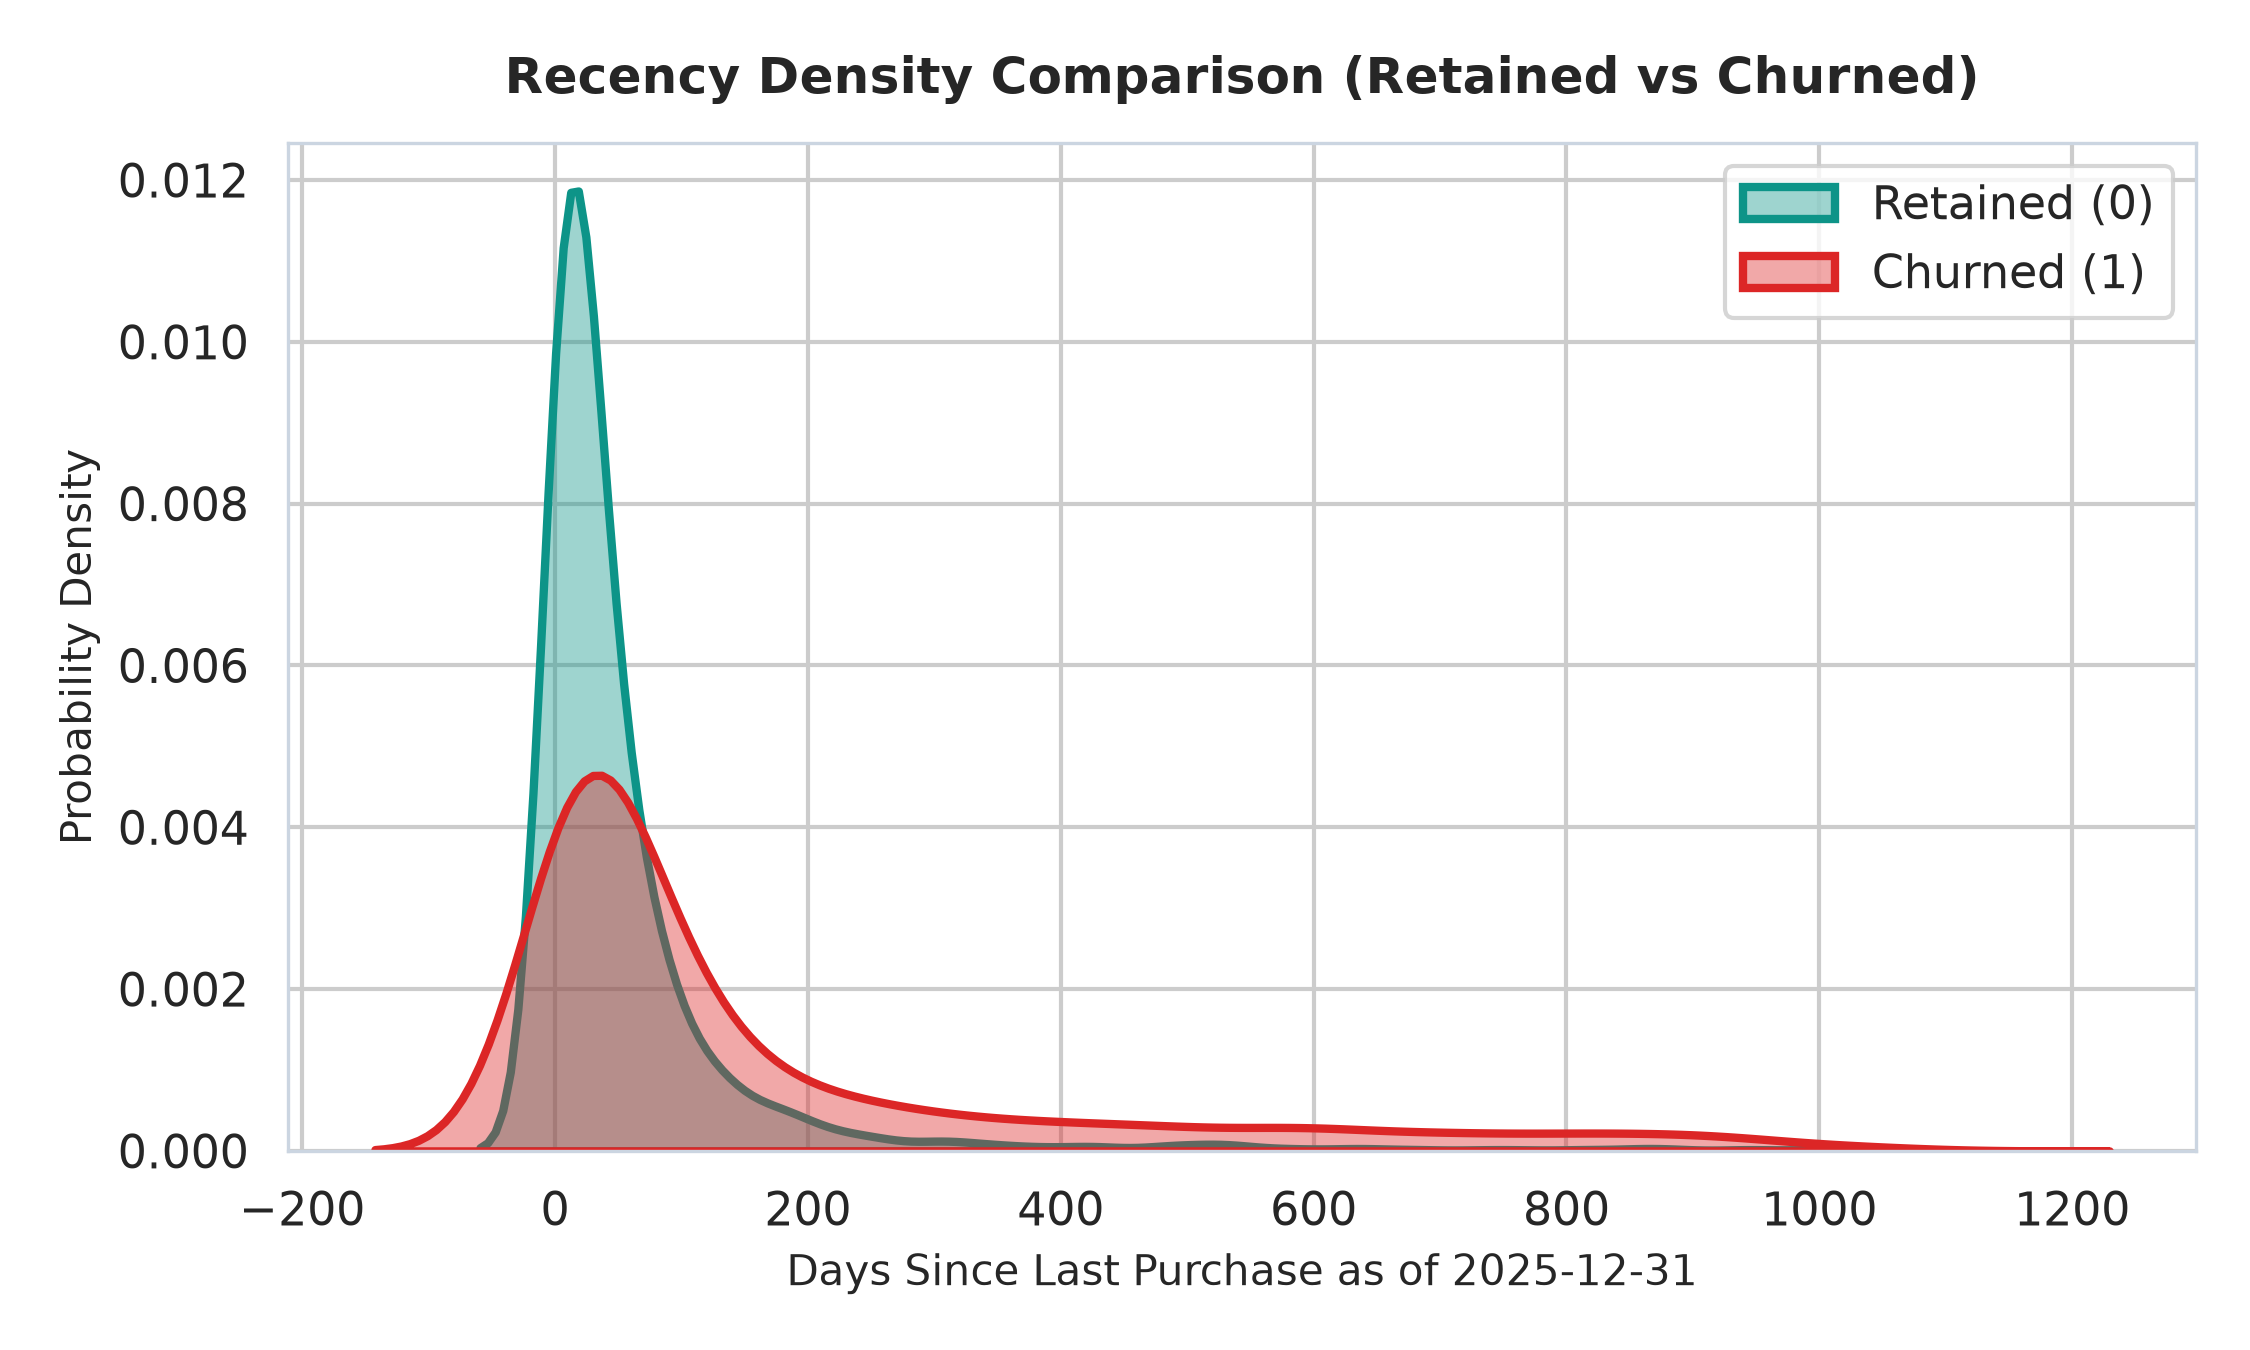 Recency Density Comparison (Retained vs Churned)
Retained (0)
Churned (1)
Probability Density
0.012
0.010
0.008
0.006
0.004
0.002
0.000
−200 0 200 400 600 800 1000 1200
Days Since Last Purchase as of 2025-12-31